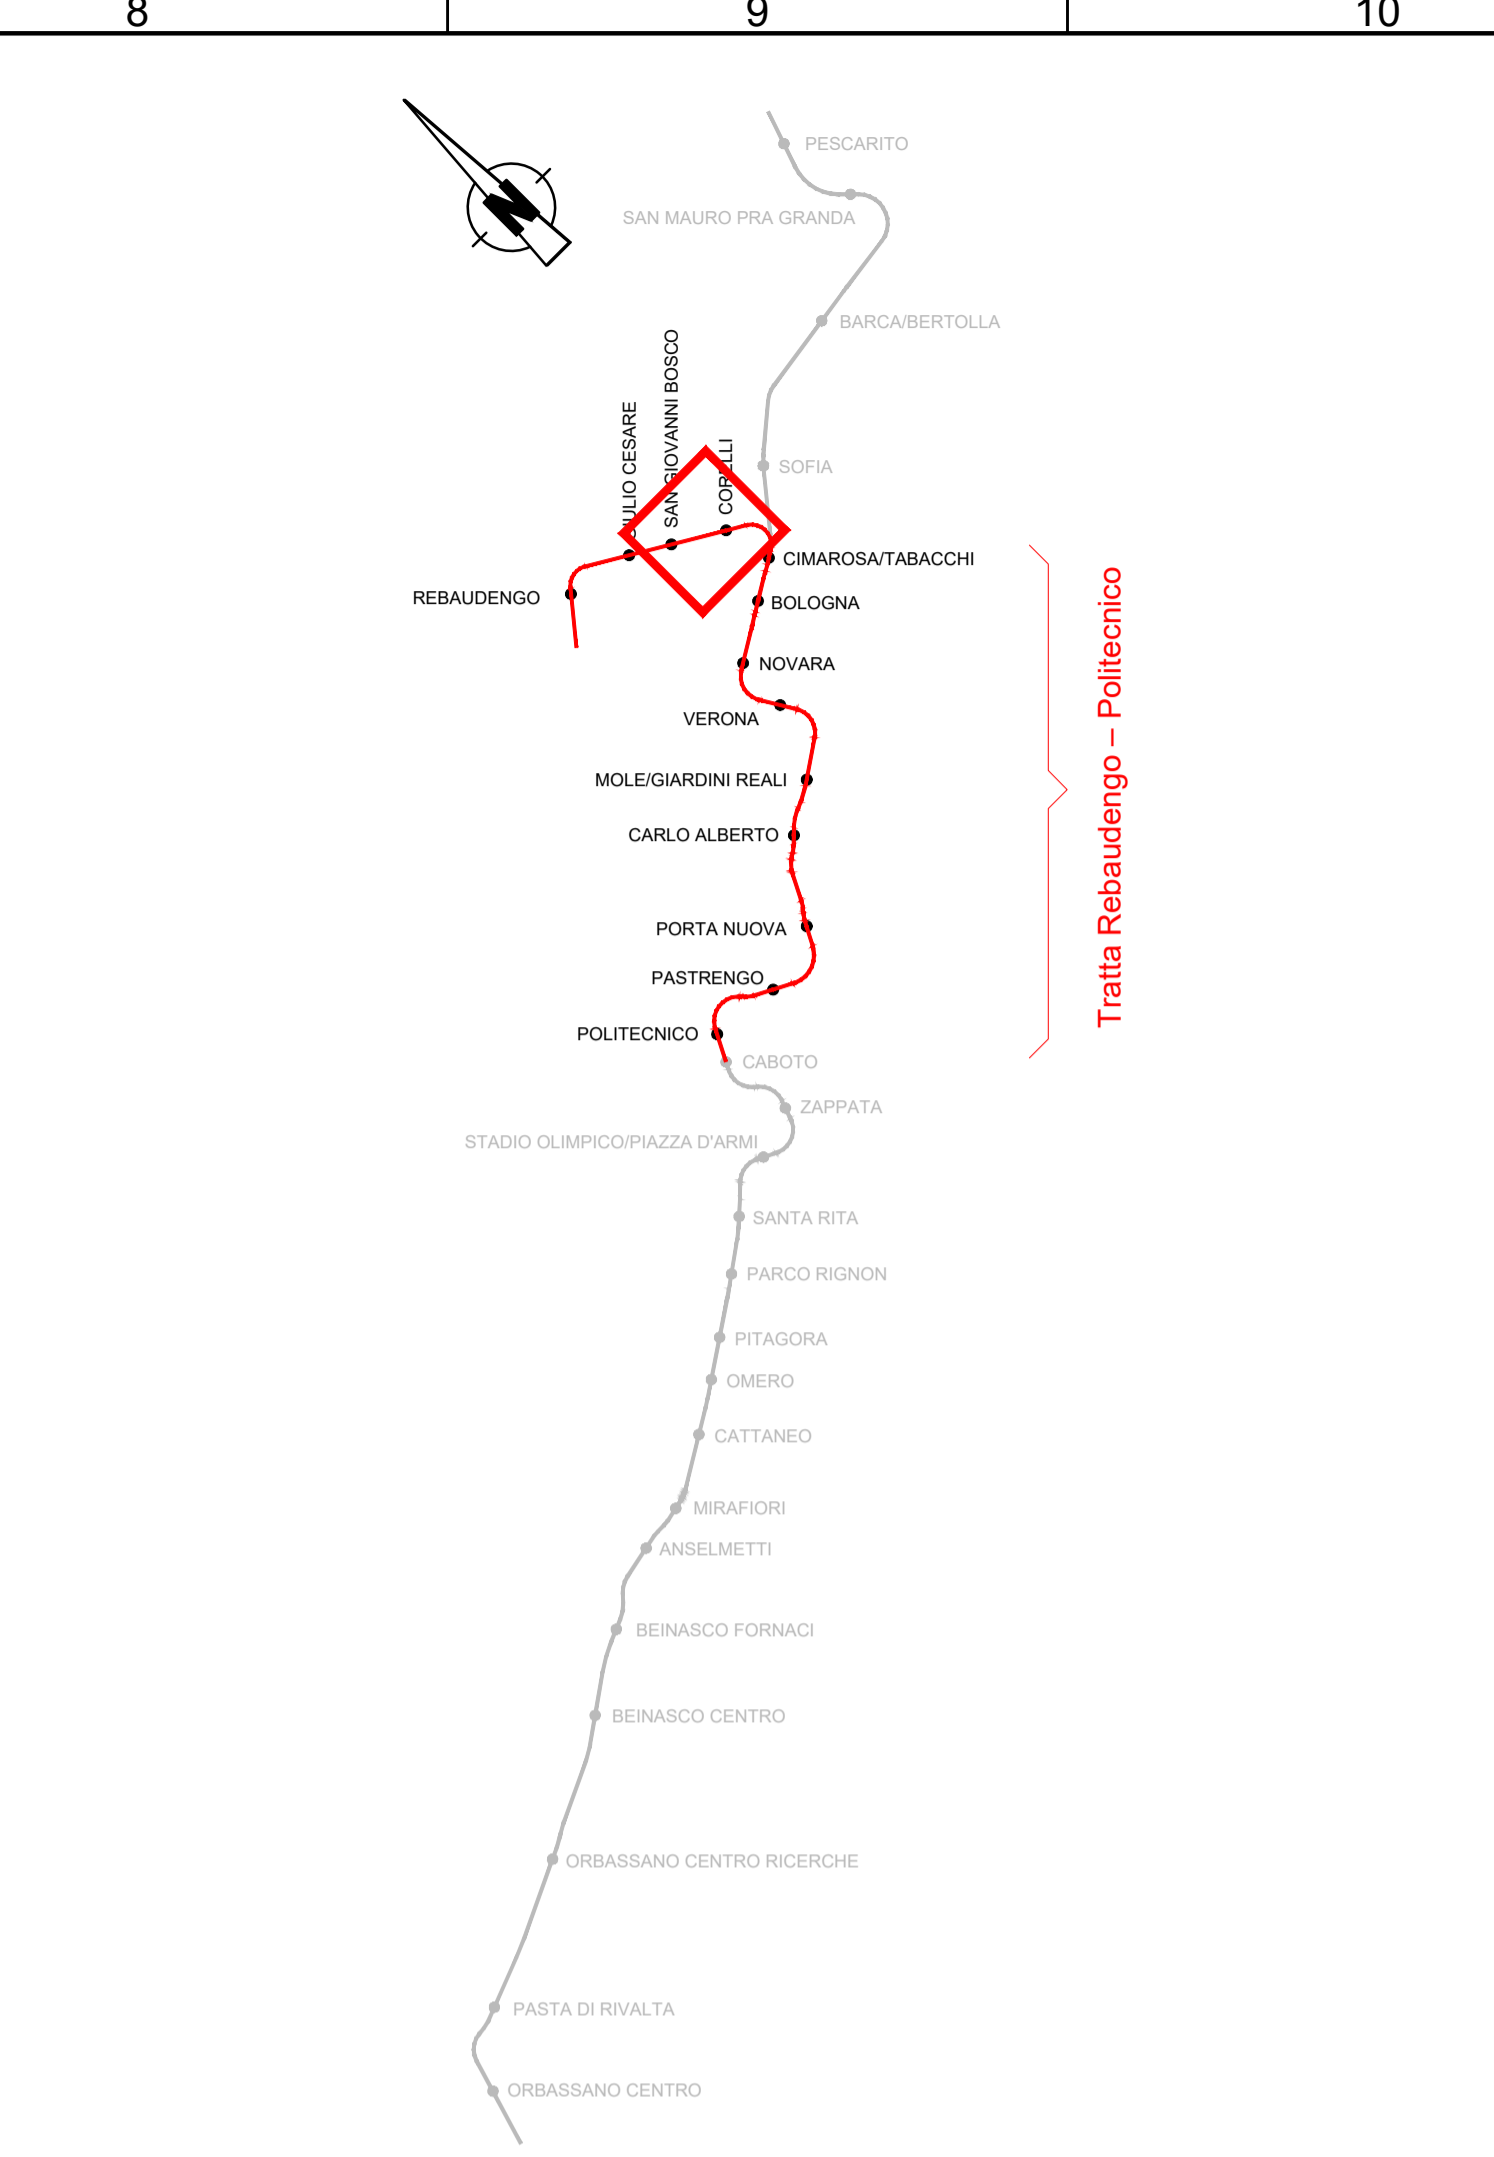 8
9
10
N
PESCARITO
SAN MAURO PRA GRANDA
BARCA/BERTOLLA
SOFIA
GIULIO CESARE
SAN GIOVANNI BOSCO
CORELLI
CIMAROSA/TABACCHI
REBAUDENGO
BOLOGNA
NOVARA
VERONA
MOLE/GIARDINI REALI
CARLO ALBERTO
PORTA NUOVA
PASTRENGO
POLITECNICO
Tratta Rebaudengo – Politecnico
CABOTO
ZAPPATA
STADIO OLIMPICO/PIAZZA D'ARMI
SANTA RITA
PARCO RIGNON
PITAGORA
OMERO
CATTANEO
MIRAFIORI
ANSELMETTI
BEINASCO FORNACI
BEINASCO CENTRO
ORBASSANO CENTRO RICERCHE
PASTA DI RIVALTA
ORBASSANO CENTRO